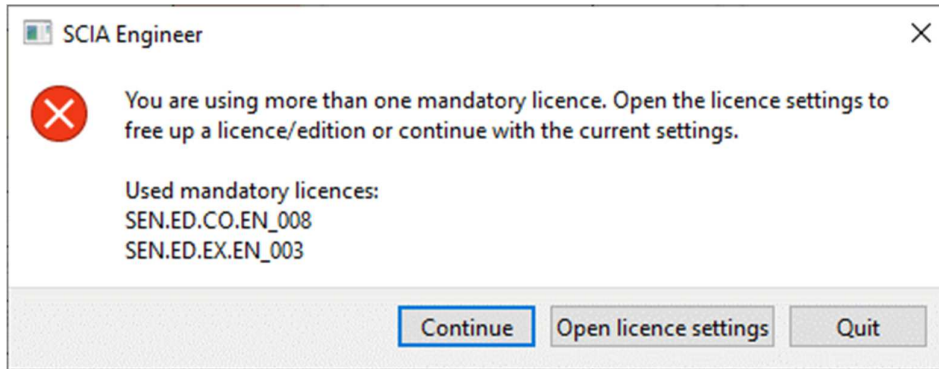 SCIA Engineer
You are using more than one mandatory licence. Open the licence settings to
free up a licence/edition or continue with the current settings.
Used mandatory licences:
SEN.ED.CO.EN_008
SEN.ED.EX.EN_003
Continue
Open licence settings
Quit